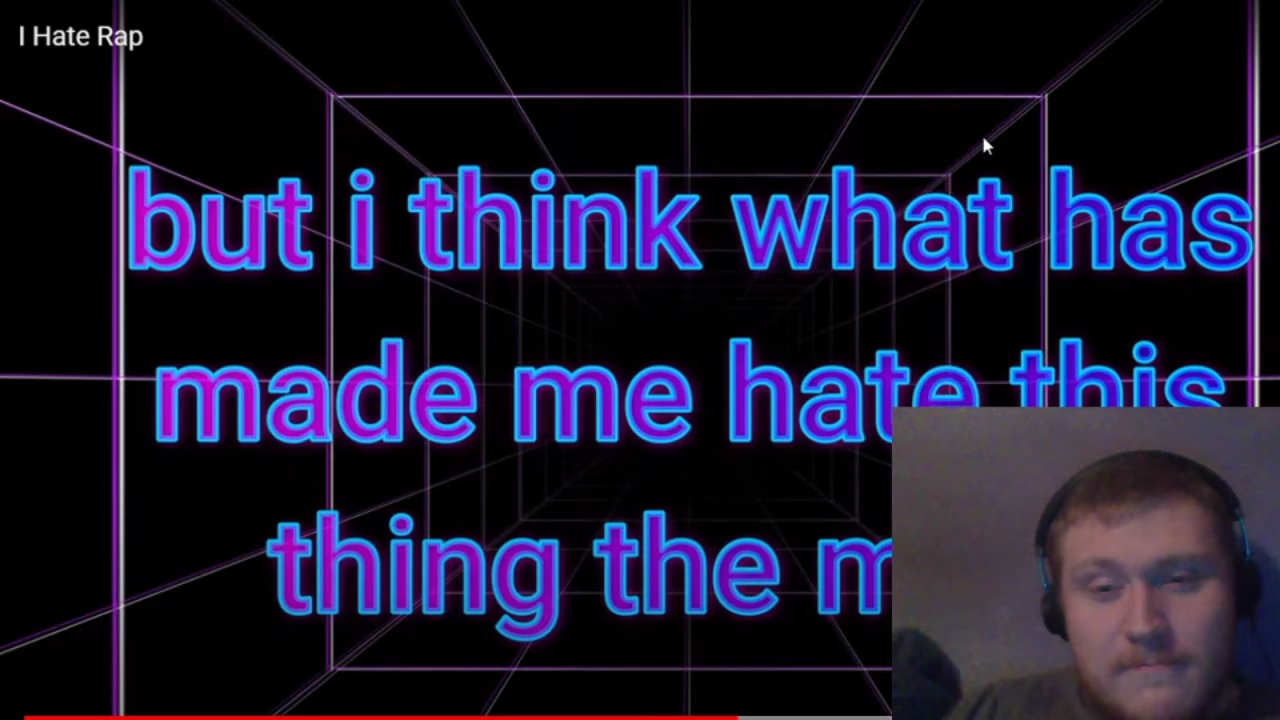 I Hate Rap
but i think what has
made me hate this
thing the